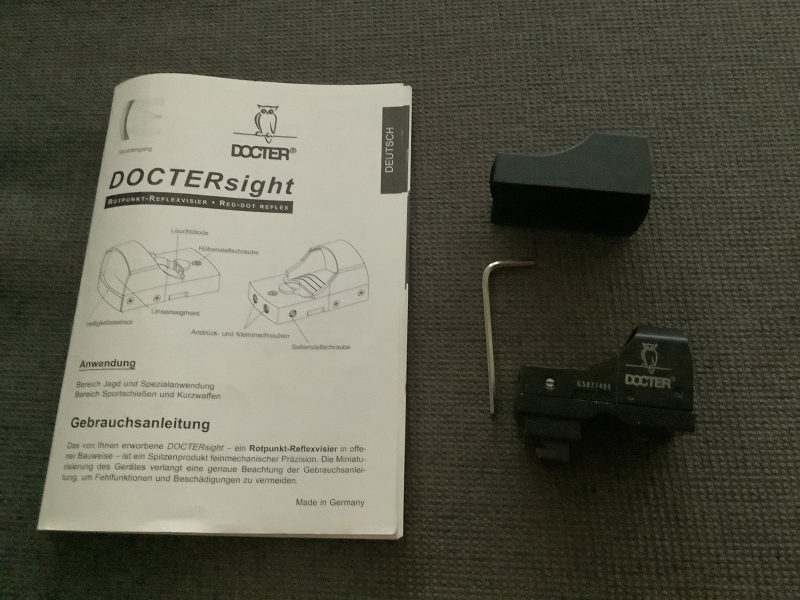 Strahlengang
DOCTER®
DEUTSCH
DOCTERsight
ROTPUNKT-REFLEXVISIER • RED-DOT REFLEX
Leuchtdiode
Höhenstellschraube
Linsensegment
Helligkeitssensor
Andrück- und Klemmschrauben
Seitenstellschraube
Anwendung
Bereich Jagd und Spezialanwendung
Bereich Sportschießen und Kurzwaffen
Gebrauchsanleitung
Das von Ihnen erworbene DOCTERsight – ein Rotpunkt-Reflexvisier in offe-
ner Bauweise – ist ein Spitzenprodukt feinmechanischer Präzision. Die Miniatu-
risierung des Gerätes verlangt eine genaue Beachtung der Gebrauchsanlei-
tung, um Fehlfunktionen und Beschädigungen zu vermeiden.
Made in Germany
DOCTER®